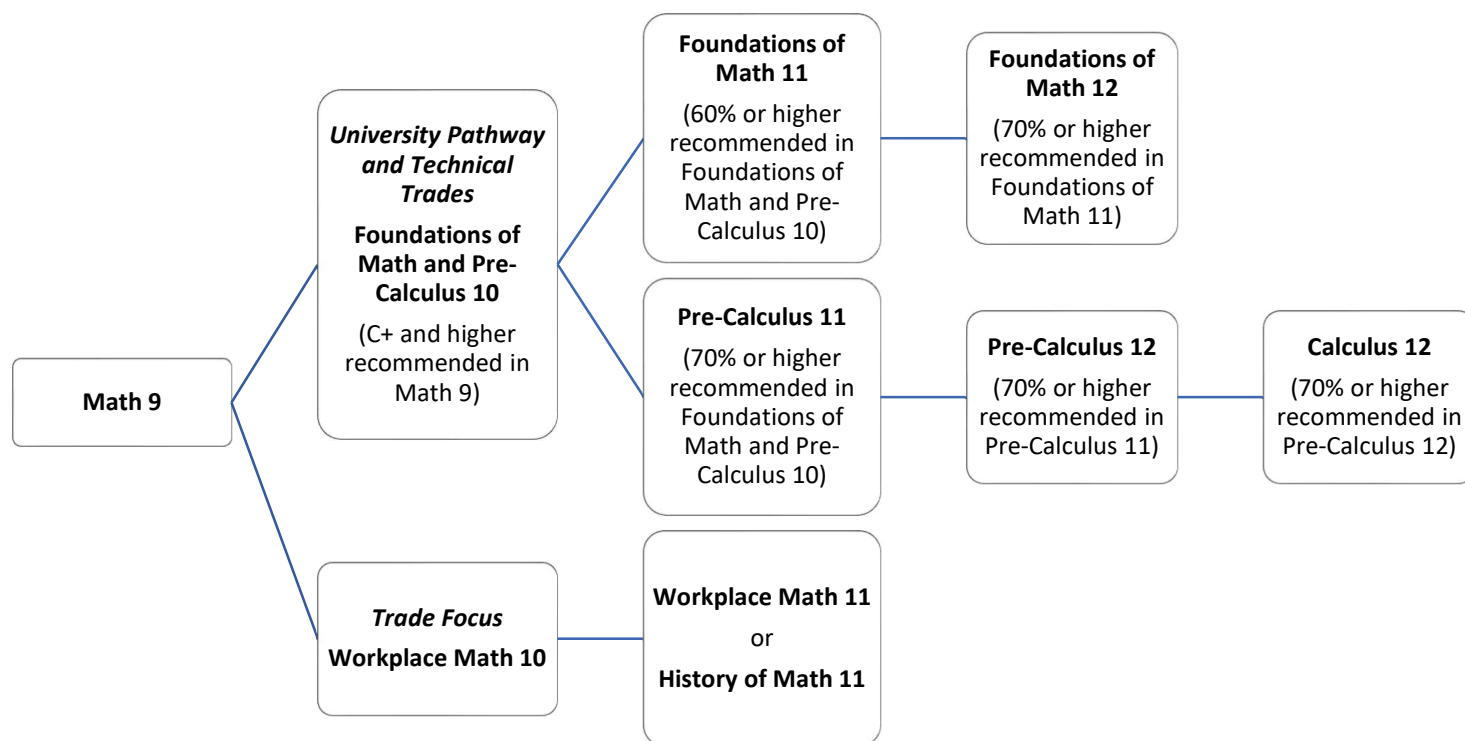 Math 9
University Pathway
and Technical
Trades
Foundations of
Math and Pre-
Calculus 10
(C+ and higher
recommended in
Math 9)
Foundations of
Math 11
(60% or higher
recommended in
Foundations of
Math and Pre-
Calculus 10)
Foundations of
Math 12
(70% or higher
recommended in
Foundations of
Math 11)
Pre-Calculus 11
(70% or higher
recommended in
Foundations of
Math and Pre-
Calculus 10)
Pre-Calculus 12
(70% or higher
recommended in
Pre-Calculus 11)
Calculus 12
(70% or higher
recommended in
Pre-Calculus 12)
Trade Focus
Workplace Math 10
Workplace Math 11
or
History of Math 11